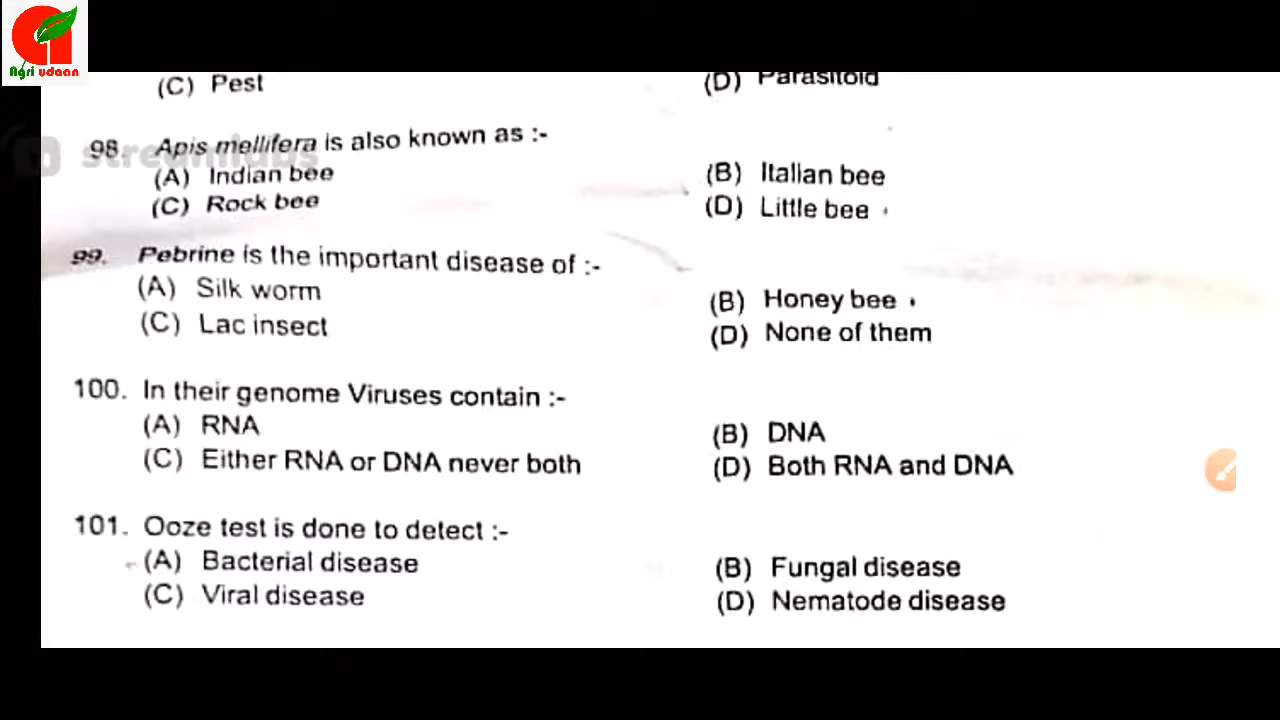 Agri udaan
(C) Pest (D) Parasitoid
98. Apis mellifera is also known as :-
(A) Indian bee (B) Italian bee
(C) Rock bee (D) Little bee
99. Pebrine is the important disease of :-
(A) Silk worm (B) Honey bee
(C) Lac insect (D) None of them
100. In their genome Viruses contain :-
(A) RNA (B) DNA
(C) Either RNA or DNA never both (D) Both RNA and DNA
101. Ooze test is done to detect :-
(A) Bacterial disease (B) Fungal disease
(C) Viral disease (D) Nematode disease
streamlabs